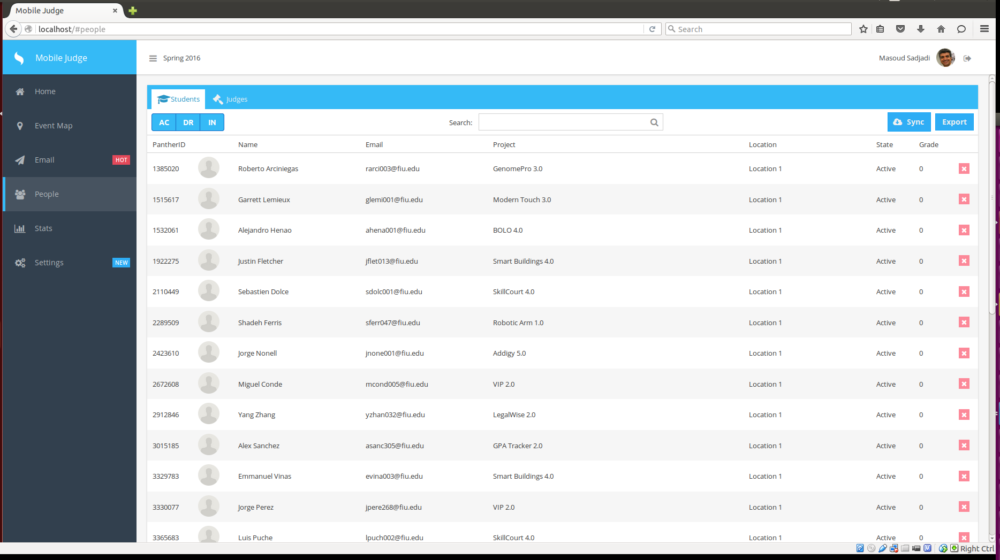 Mobile Judge
localhost/#people
Search
Mobile Judge
Spring 2016
Masoud Sadjadi
Home
Event Map
Email HOT
People
Stats
Settings NEW
Students Judges
AC DR IN Search: Sync Export
PantherID Name Email Project Location State Grade
1385020 Roberto Arciniegas rarci003@fiu.edu GenomePro 3.0 Location 1 Active 0
1515617 Garrett Lemieux glemi001@fiu.edu Modern Touch 3.0 Location 1 Active 0
1532061 Alejandro Henao ahena001@fiu.edu BOLO 4.0 Location 1 Active 0
1922275 Justin Fletcher jflet013@fiu.edu Smart Buildings 4.0 Location 1 Active 0
2110449 Sebastien Dolce sdolc001@fiu.edu SkillCourt 4.0 Location 1 Active 0
2289509 Shadeh Ferris sferr047@fiu.edu Robotic Arm 1.0 Location 1 Active 0
2423610 Jorge Nonell jnone001@fiu.edu Addigy 5.0 Location 1 Active 0
2672608 Miguel Conde mcond005@fiu.edu VIP 2.0 Location 1 Active 0
2912846 Yang Zhang yzhan032@fiu.edu LegalWise 2.0 Location 1 Active 0
3015185 Alex Sanchez asanc305@fiu.edu GPA Tracker 2.0 Location 1 Active 0
3329783 Emmanuel Vinas evina003@fiu.edu Smart Buildings 4.0 Location 1 Active 0
3330077 Jorge Perez jpere268@fiu.edu VIP 2.0 Location 1 Active 0
3365683 Luis Puche lpuch002@fiu.edu SkillCourt 4.0 Location 1 Active 0
Right Ctrl